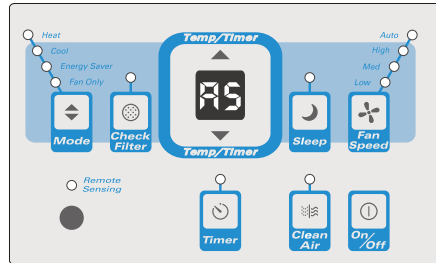 Temp/Timer
Heat
Cool
Energy Saver
Fan Only
Auto
High
Med
Low
AS
Mode
Check
Filter
Sleep
Fan
Speed
Temp/Timer
Remote
Sensing
Timer
Clean
Air
On/Off